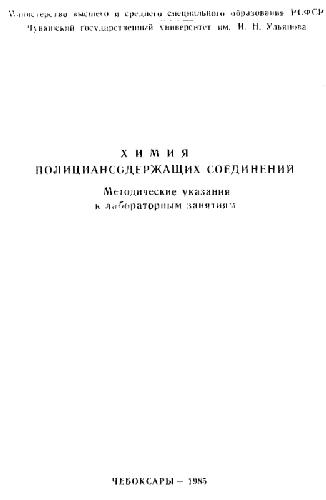 Министерство высшего и среднего специального образования РСФСР
Чувашский государственный университет им. И. Н. Ульянова
ХИМИЯ
ПОЛИЦИАНСОДЕРЖАЩИХ СОЕДИНЕНИЙ
Методические указания
к лабораторным занятиям
ЧЕБОКСАРЫ — 1985